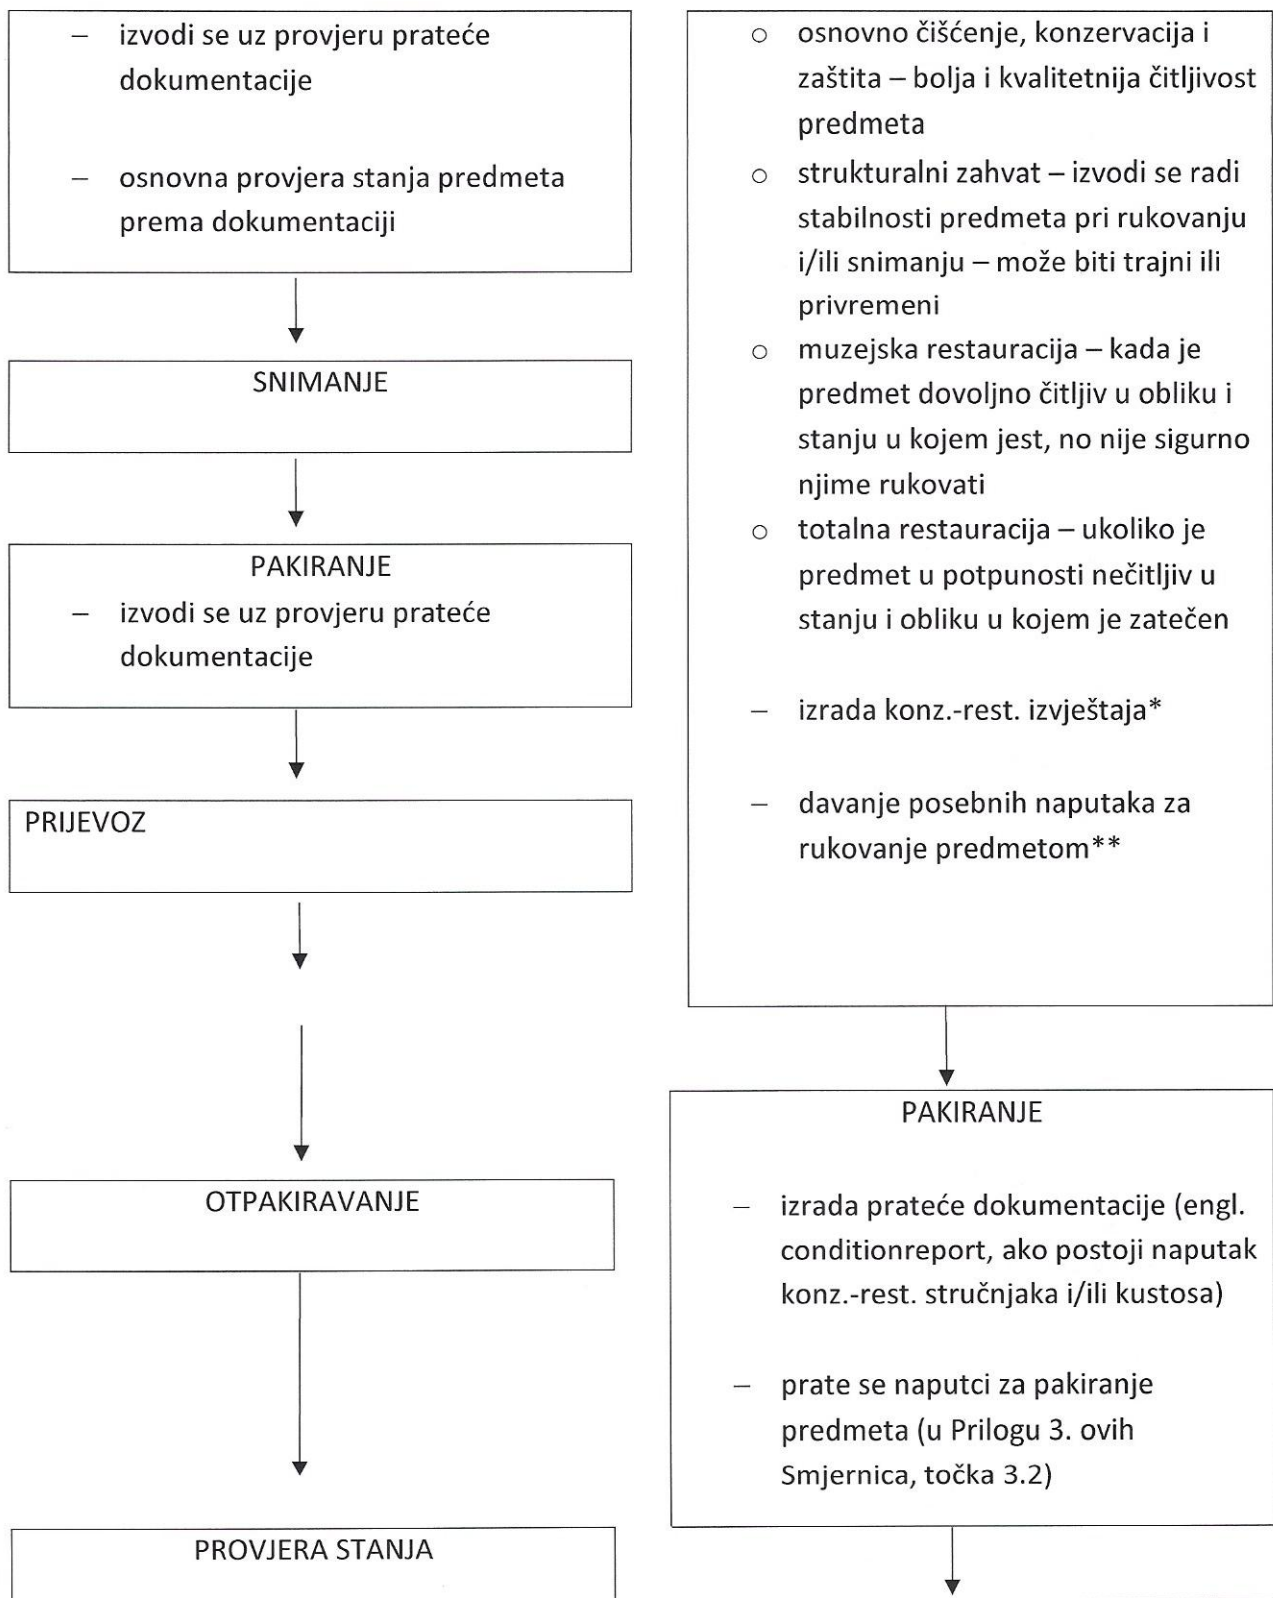 – izvodi se uz provjeru prateće
dokumentacije
– osnovna provjera stanja predmeta
prema dokumentaciji
SNIMANJE
PAKIRANJE
– izvodi se uz provjeru prateće
dokumentacije
PRIJEVOZ
OTPAKIRAVANJE
PROVJERA STANJA
o osnovno čišćenje, konzervacija i
zaštita – bolja i kvalitetnija čitljivost
predmeta
o strukturalni zahvat – izvodi se radi
stabilnosti predmeta pri rukovanju
i/ili snimanju – može biti trajni ili
privremeni
o muzejska restauracija – kada je
predmet dovoljno čitljiv u obliku i
stanju u kojem jest, no nije sigurno
njime rukovati
o totalna restauracija – ukoliko je
predmet u potpunosti nečitljiv u
stanju i obliku u kojem je zatečen
– izrada konz.-rest. izvještaja*
– davanje posebnih naputaka za
rukovanje predmetom**
PAKIRANJE
– izrada prateće dokumentacije (engl.
conditionreport, ako postoji naputak
konz.-rest. stručnjaka i/ili kustosa)
– prate se naputci za pakiranje
predmeta (u Prilogu 3. ovih
Smjernica, točka 3.2)